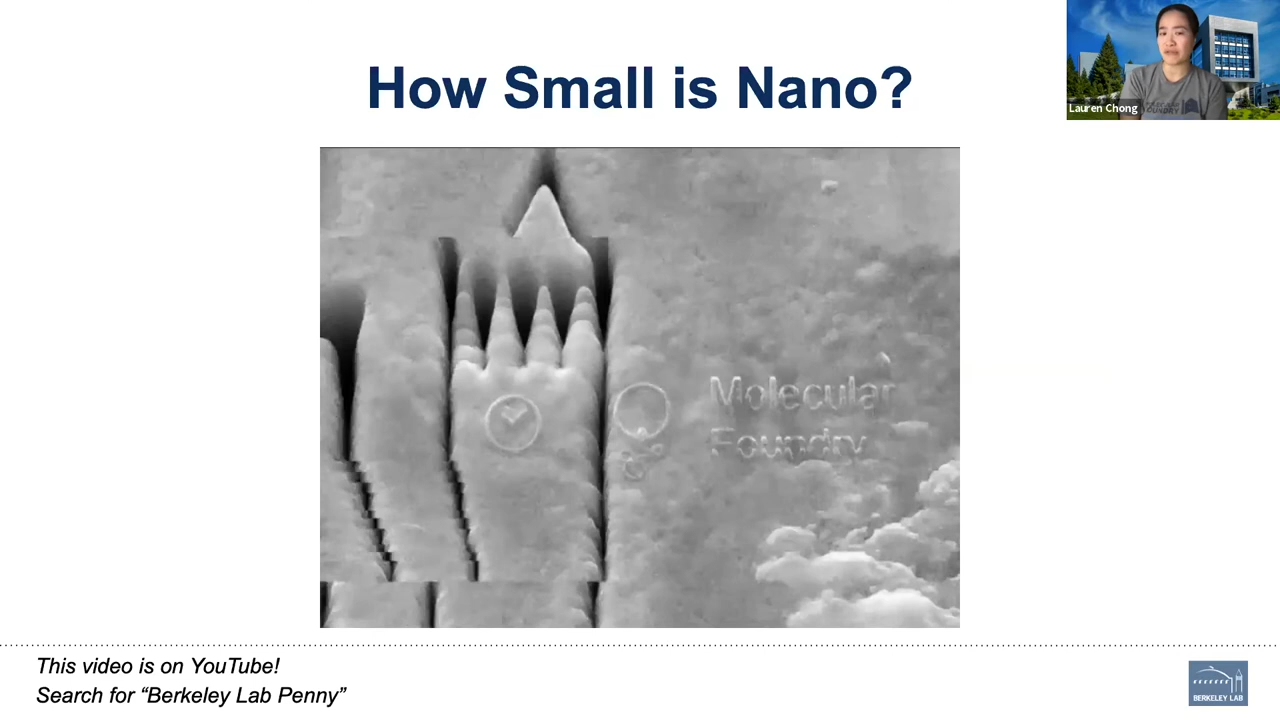 How Small is Nano?
Lauren Chong
FOUNDRY
Molecular
Foundry
This video is on YouTube!
Search for “Berkeley Lab Penny”
BERKELEY LAB